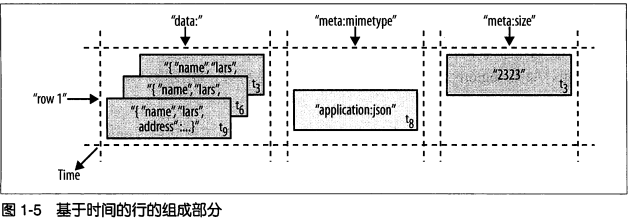 “data:” “meta:mimetype” “meta:size”
“{ “name”, “lars”,
t3
“{ “name”, “lars”,
t6
“{ “name”, “lars”,
address” :....}”
t9
“row 1”
“application:json”
t8
“2323”
t3
Time
图 1-5 基于时间的行的组成部分